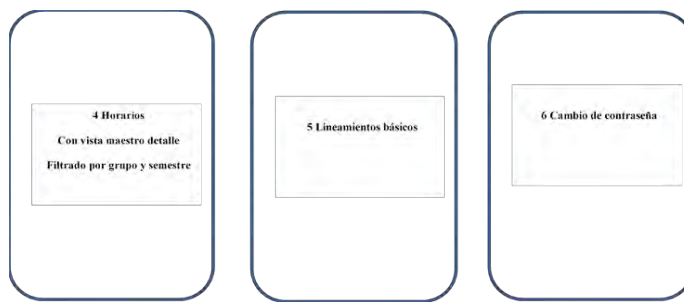 4 Horarios
Con vista maestro detalle
Filtrado por grupo y semestre
5 Lineamientos básicos
6 Cambio de contraseña